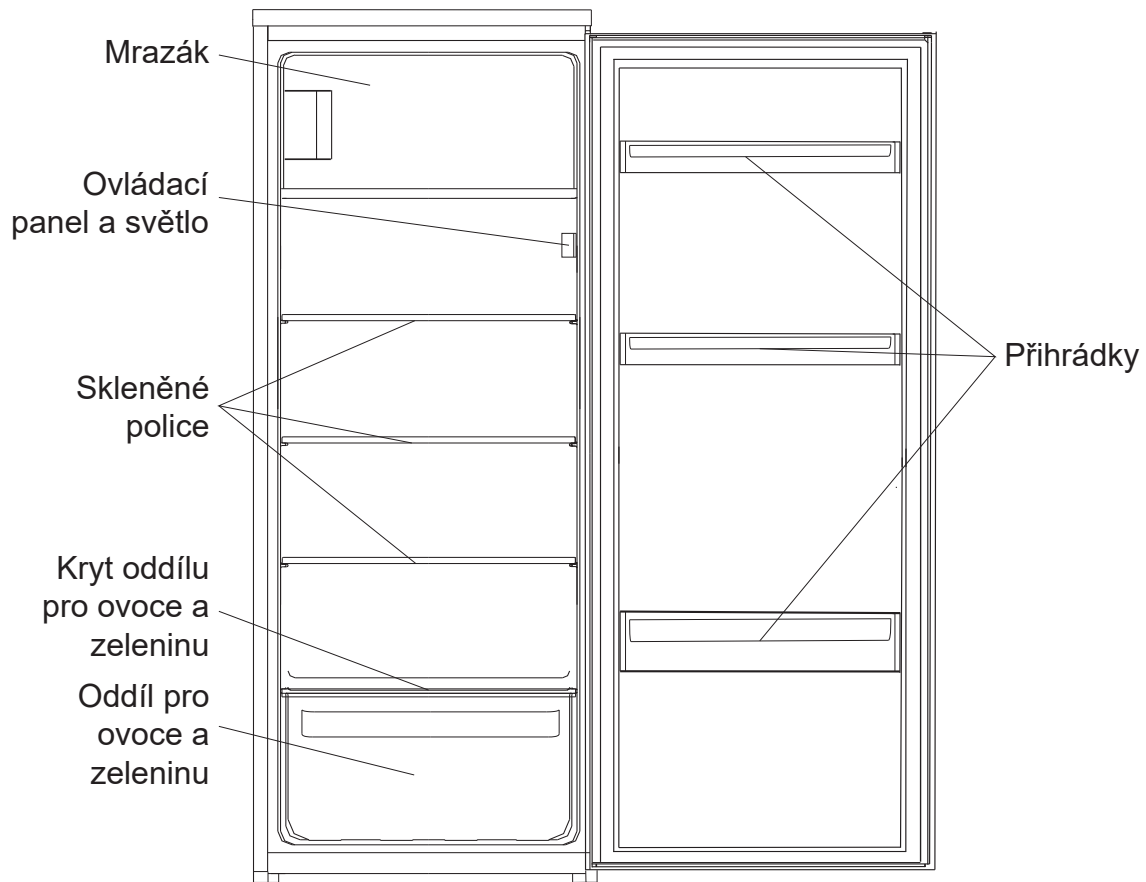 Mrazák
Ovládací
panel a světlo
Skleněné
police
Kryt oddílu
pro ovoce a
zeleninu
Oddíl pro
ovoce a
zeleninu
Přihrádky